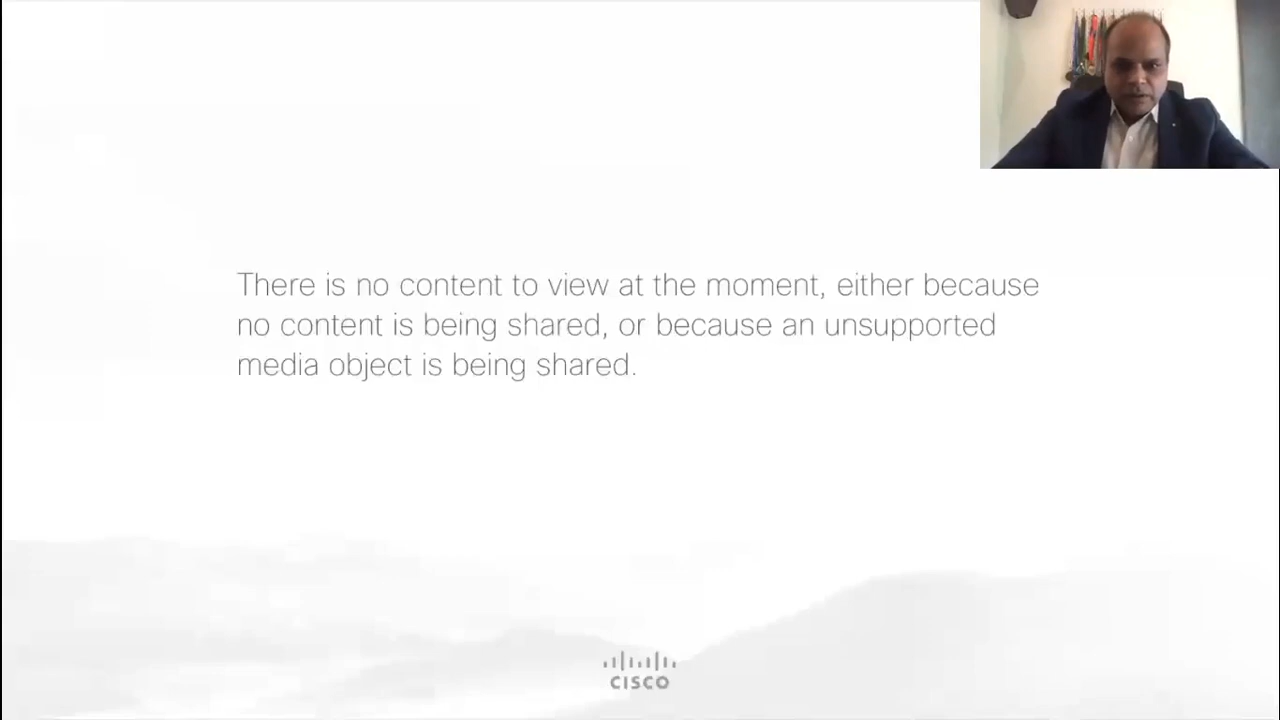 There is no content to view at the moment, either because
no content is being shared, or because an unsupported
media object is being shared.
CISCO